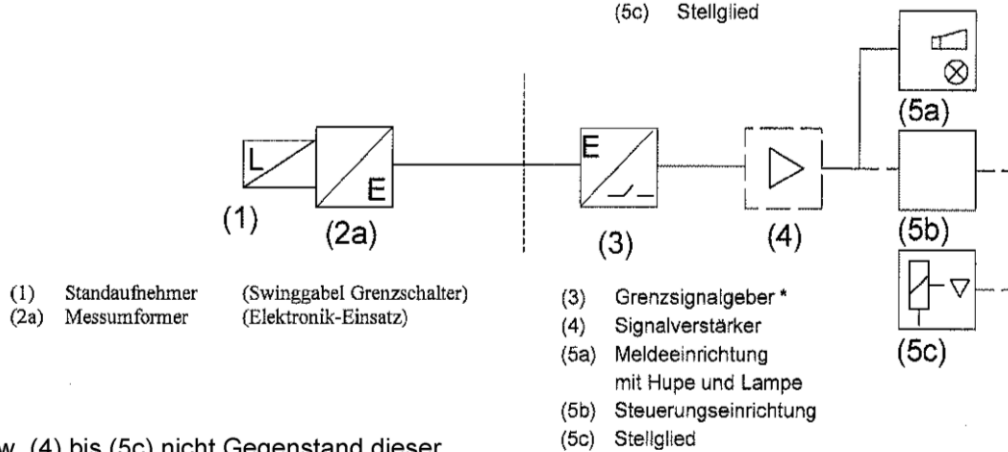 (5c) Stellglied
L
E
E
(1)
(2a)
(3)
(4)
(5a)
(5b)
(5c)
(1) Standaufnehmer (Swinggabel Grenzschalter)
(2a) Messumformer (Elektronik-Einsatz)
(3) Grenzsignalgeber *
(4) Signalverstärker
(5a) Meldeeinrichtung
mit Hupe und Lampe
(5b) Steuerungseinrichtung
(5c) Stellglied
(4) bis (5c) nicht Gegenstand dieser